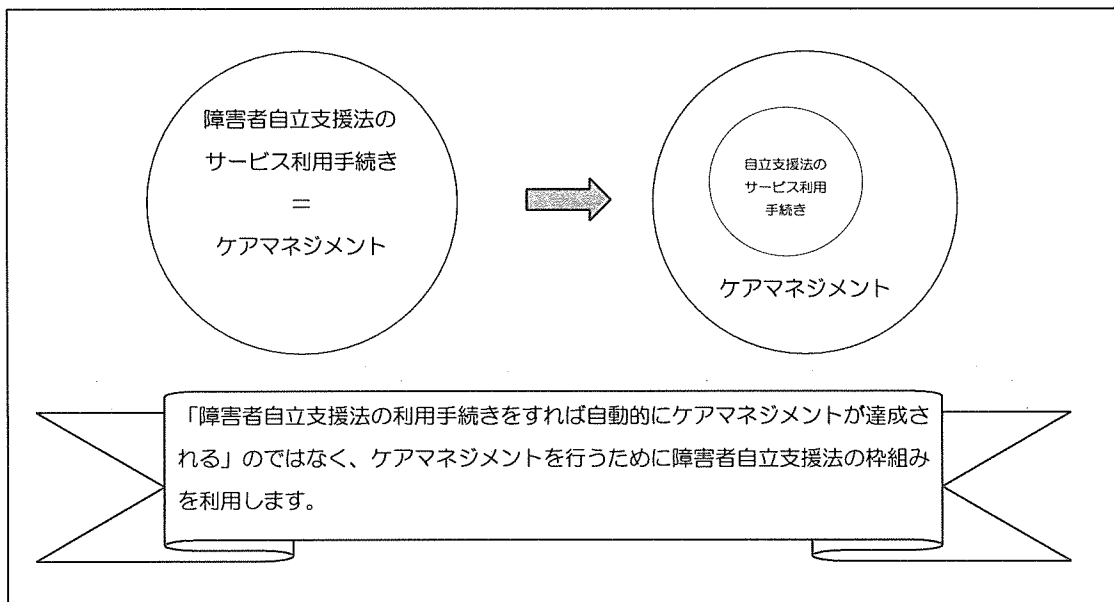 障害者自立支援法の
サービス利用手続き
＝
ケアマネジメント
自立支援法の
サービス利用
手続き
ケアマネジメント
「障害者自立支援法の利用手続きをすれば自動的にケアマネジメントが達成さ
れる」のではなく、ケアマネジメントを行うために障害者自立支援法の枠組み
を利用します。